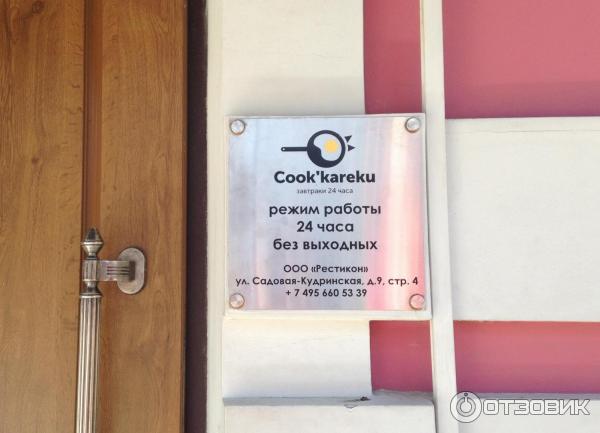 Cook'kareku
завтраки 24 часа
режим работы
24 часа
без выходных
ООО «Рестикон»
ул. Садовая-Кудринская, д.9, стр. 4
+ 7 495 660 53 39
ОТЗОВИК